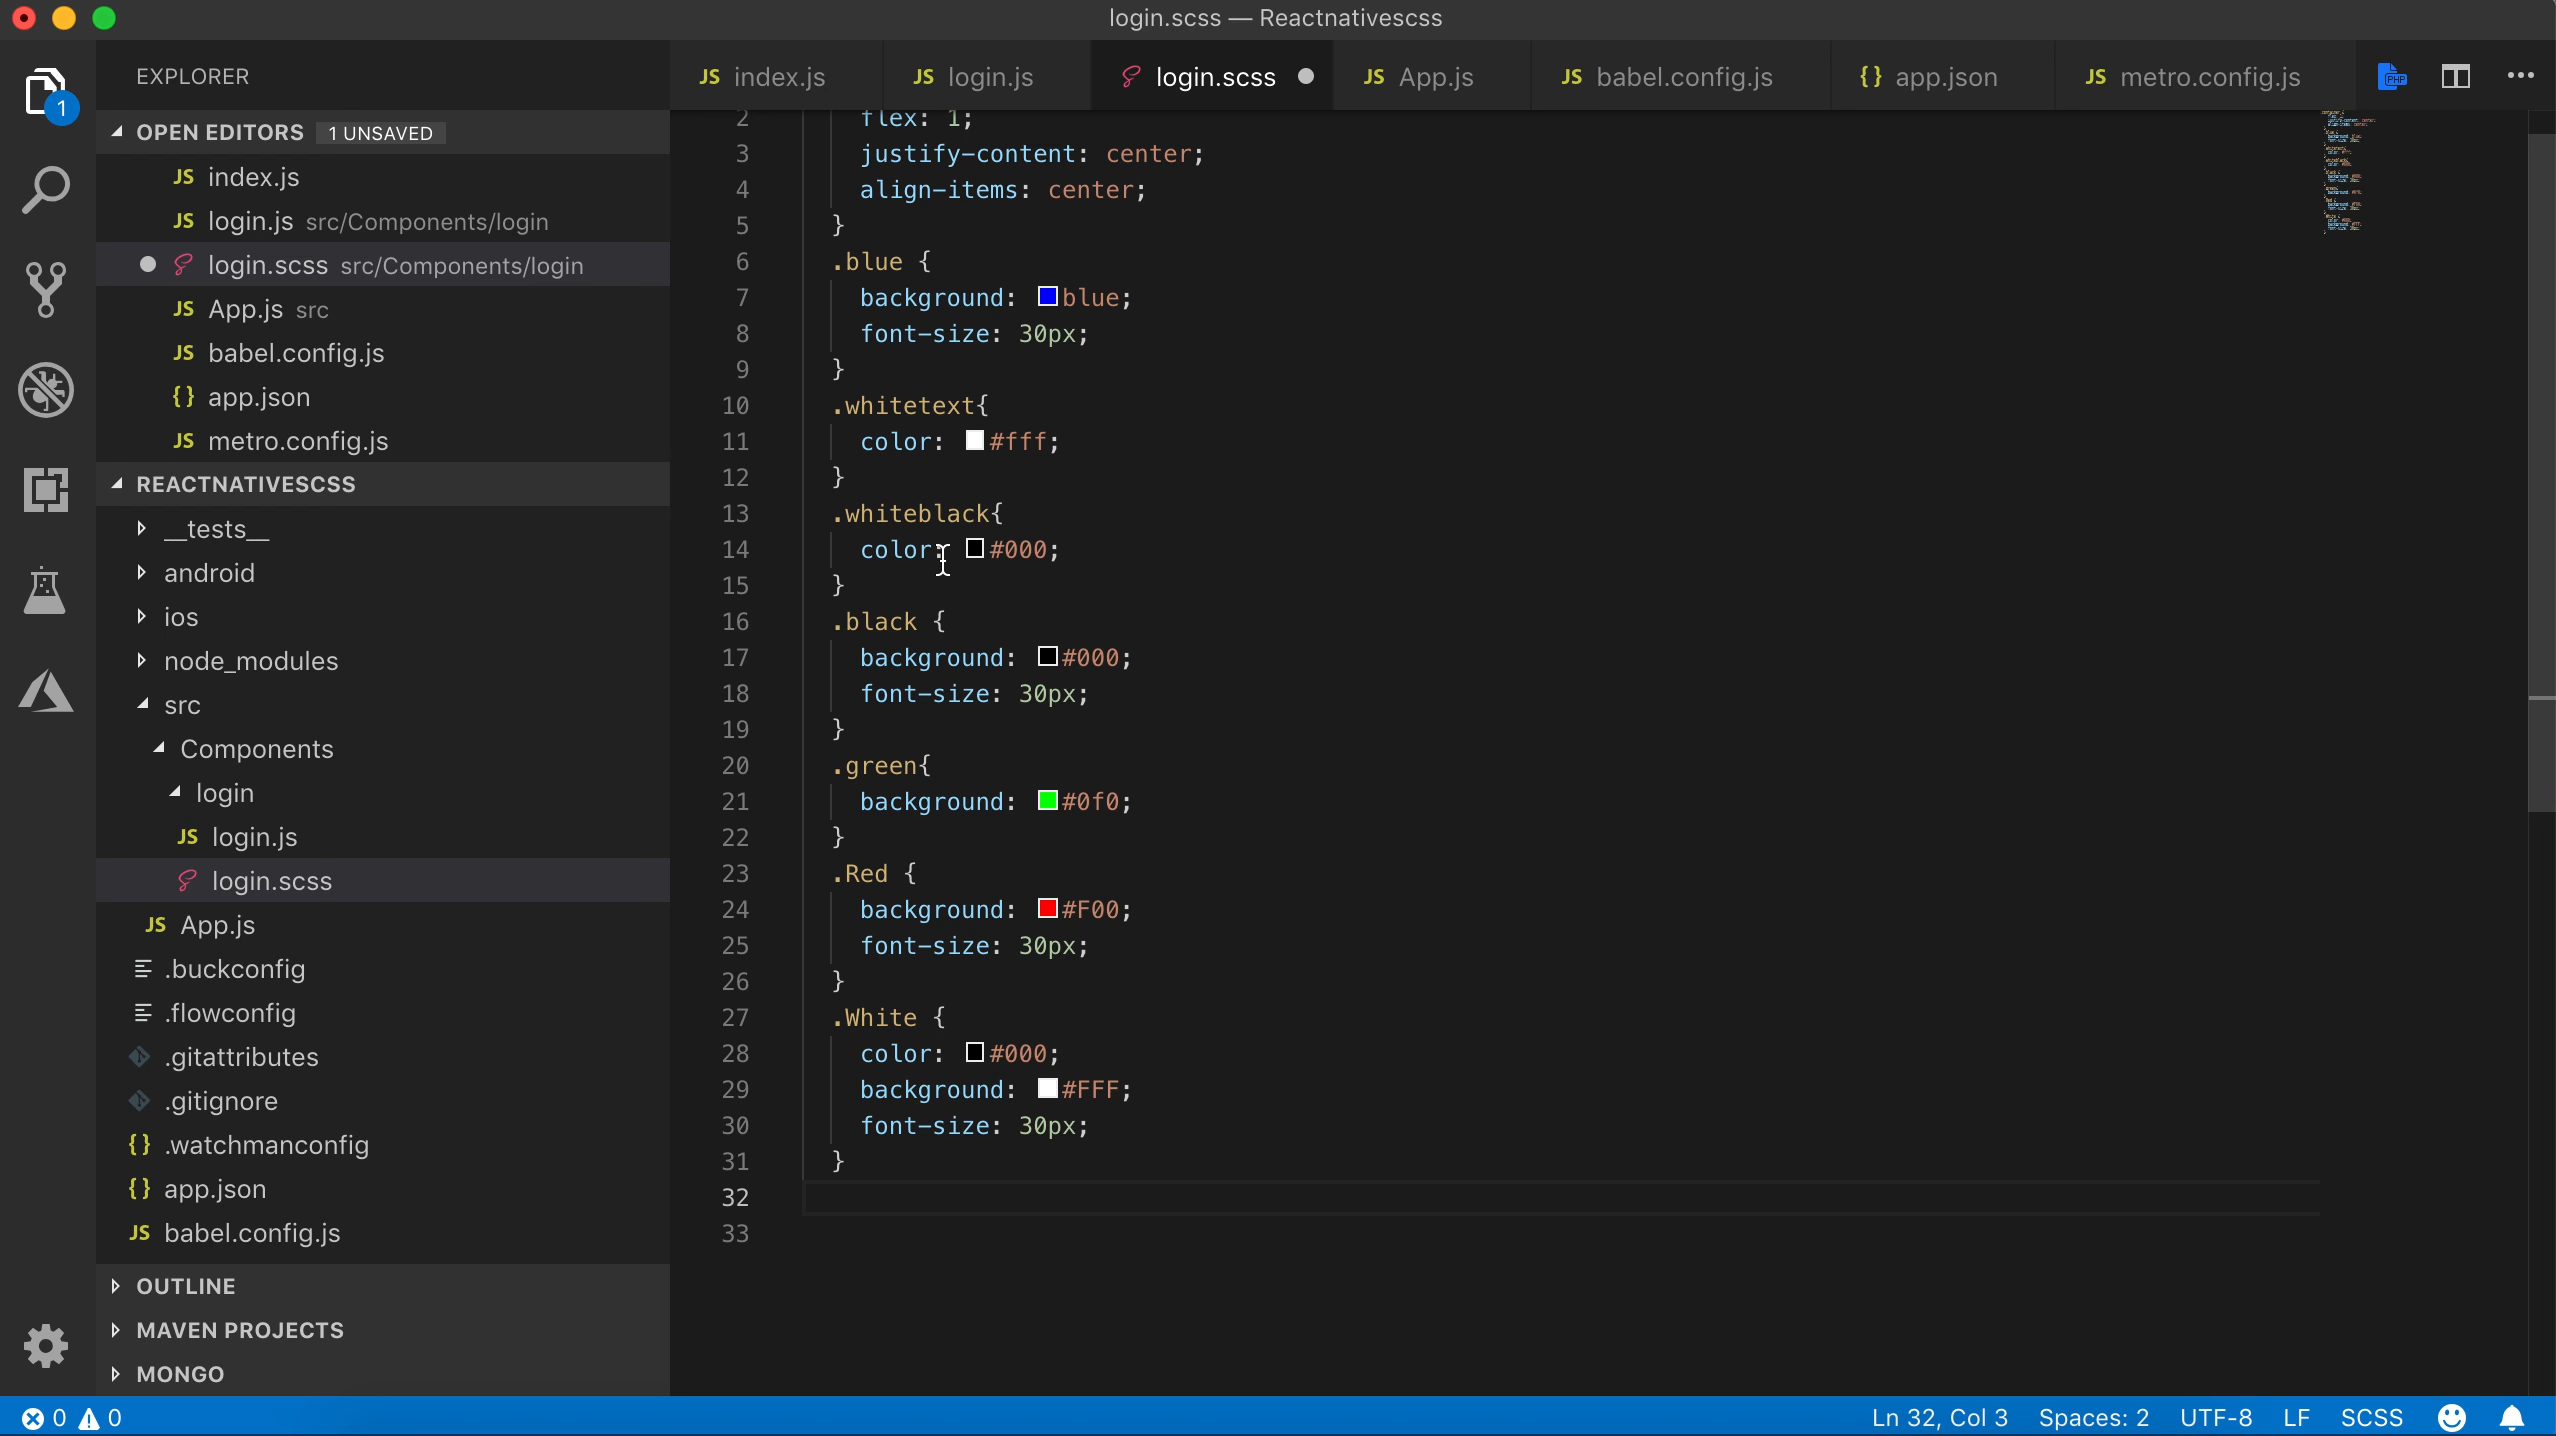 login.scss — Reactnativescss
EXPLORER
JS index.js
JS login.js
login.scss
JS App.js
JS babel.config.js
{} app.json
JS metro.config.js
PHP
1
OPEN EDITORS 1 UNSAVED
JS index.js
JS login.js src/Components/login
login.scss src/Components/login
JS App.js src
JS babel.config.js
{} app.json
JS metro.config.js
REACTNATIVESCSS
__tests__
android
ios
node_modules
src
Components
login
JS login.js
login.scss
JS App.js
.buckconfig
.flowconfig
.gitattributes
.gitignore
{} .watchmanconfig
{} app.json
JS babel.config.js
OUTLINE
MAVEN PROJECTS
MONGO
2 flex: 1;
3 justify-content: center;
4 align-items: center;
5 }
6 .blue {
7 background: blue;
8 font-size: 30px;
9 }
10 .whitetext{
11 color: #fff;
12 }
13 .whiteblack{
14 color: #000;
15 }
16 .black {
17 background: #000;
18 font-size: 30px;
19 }
20 .green{
21 background: #0f0;
22 }
23 .Red {
24 background: #F00;
25 font-size: 30px;
26 }
27 .White {
28 color: #000;
29 background: #FFF;
30 font-size: 30px;
31 }
32
33
0 0
Ln 32, Col 3 Spaces: 2 UTF-8 LF SCSS